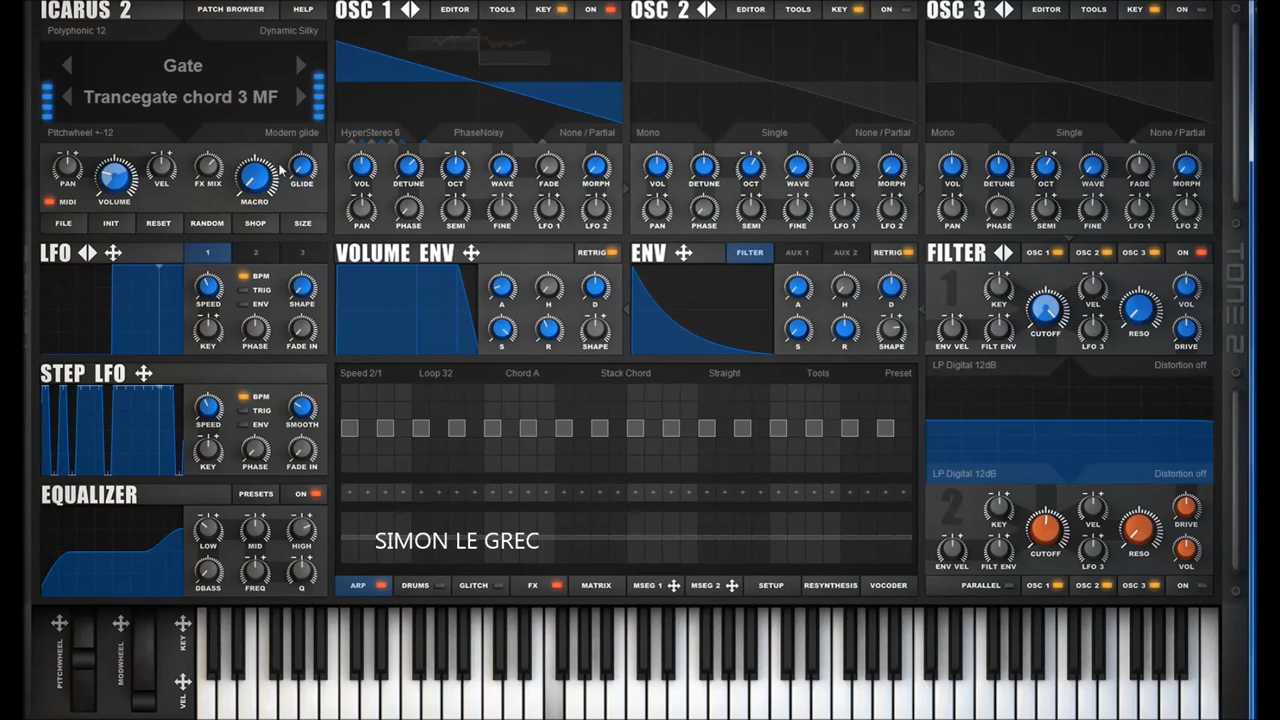 ICARUS 2 PATCH BROWSER HELP
Polyphonic 12 Dynamic Silky
Gate
Trancegate chord 3 MF
Pitchwheel +-12 Modern glide
PAN VOLUME VEL FX MIX MACRO GLIDE
MIDI
FILE INIT RESET RANDOM SHOP SIZE
OSC 1 EDITOR TOOLS KEY ON
HyperStereo 6 PhaseNoisy None / Partial
VOL DETUNE OCT WAVE FADE MORPH
PAN PHASE SEMI FINE LFO 1 LFO 2
OSC 2 EDITOR TOOLS KEY ON
Mono Single None / Partial
VOL DETUNE OCT WAVE FADE MORPH
PAN PHASE SEMI FINE LFO 1 LFO 2
OSC 3 EDITOR TOOLS KEY ON
Mono Single None / Partial
VOL DETUNE OCT WAVE FADE MORPH
PAN PHASE SEMI FINE LFO 1 LFO 2
LFO 1 2 3
BPM
TRIG
ENV
SPEED SHAPE
KEY PHASE FADE IN
VOLUME ENV RETRIG
A H D
S R SHAPE
ENV FILTER AUX 1 AUX 2 RETRIG
A H D
S R SHAPE
FILTER OSC 1 OSC 2 OSC 3 ON
1
KEY CUTOFF VEL RESO VOL
ENV VEL FILT ENV LFO 3 DRIVE
LP Digital 12dB Distortion off
STEP LFO
BPM
TRIG
ENV
SPEED SMOOTH
KEY PHASE FADE IN
Speed 2/1 Loop 32 Chord A Stack Chord Straight Tools Preset
SIMON LE GREC
EQUALIZER PRESETS ON
LOW MID HIGH
DBASS FREQ Q
ARP DRUMS GLITCH FX MATRIX MSEG 1 MSEG 2 SETUP RESYNTHESIS VOCODER
LP Digital 12dB Distortion off
2
KEY CUTOFF VEL RESO DRIVE
ENV VEL FILT ENV LFO 3 VOL
PARALLEL OSC 1 OSC 2 OSC 3 ON
TONE 2
PITCHWHEEL
MODWHEEL
KEY
VEL